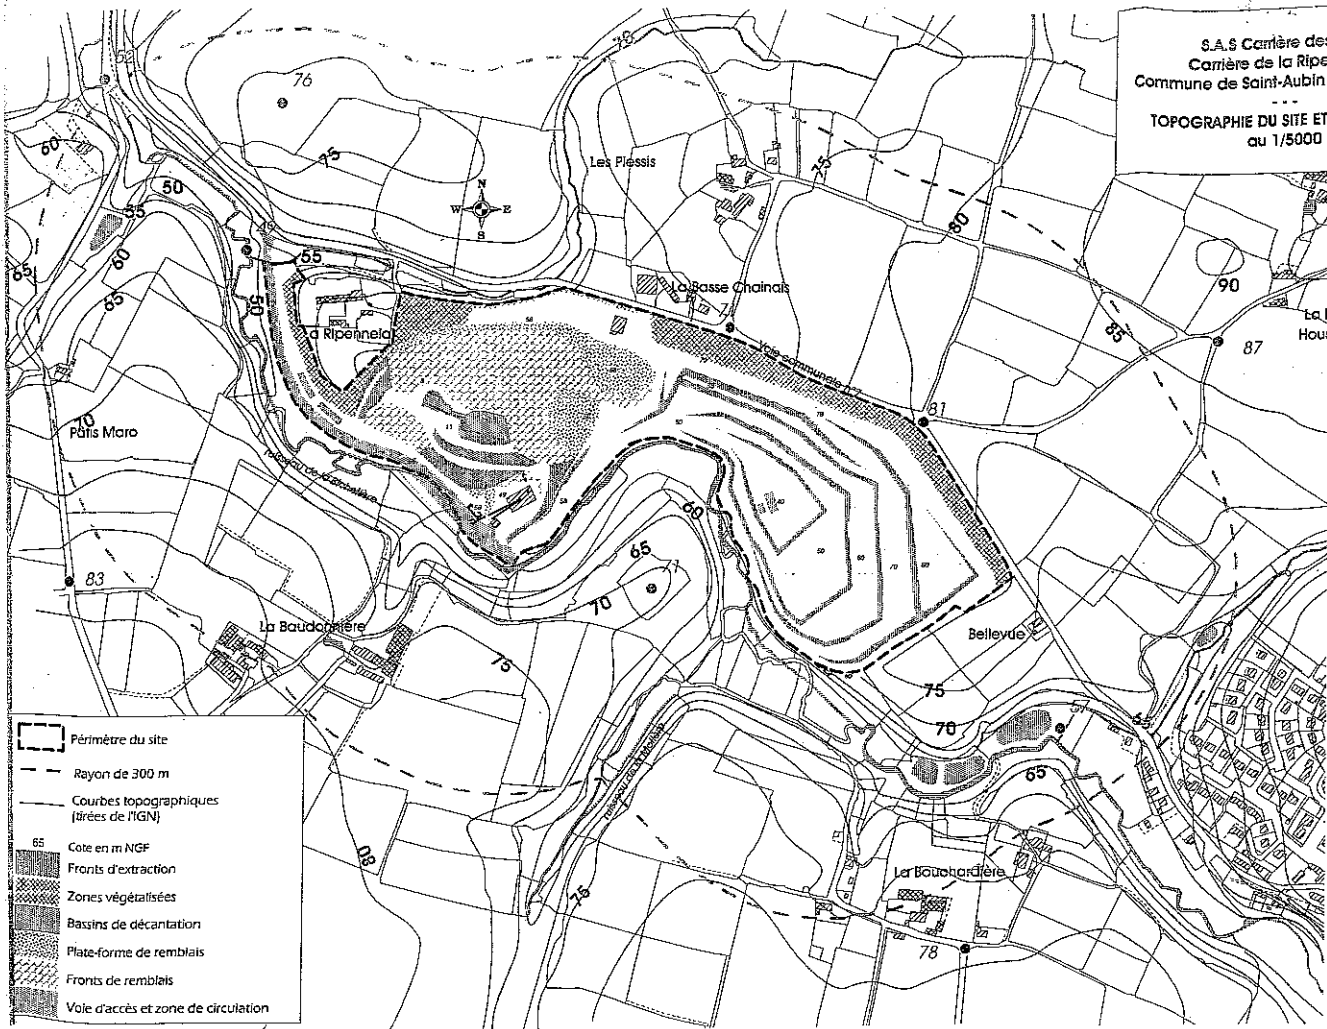 S.A.S Carrière des
Carrière de la Ripe
Commune de Saint-Aubin
---
TOPOGRAPHIE DU SITE ET
au 1/5000
52
76
78
60
75
Les Plessis
75
50
N
W E
S
80
55
60
65
55
50
65
La Basse Chainais
90
La Ripennelai
85
87
Voie communale
81
70
Pâtis Maro
60
65
71
83
70
La Baudonnière
Bellevue
75
75
70
57
65
65
80
75
La Bouchardière
78
Périmètre du site
Rayon de 300 m
Courbes topographiques
(tirées de l'IGN)
65 Cote en m NGF
Fronts d'extraction
Zones végétalisées
Bassins de décantation
Plate-forme de remblais
Fronts de remblais
Voie d'accès et zone de circulation